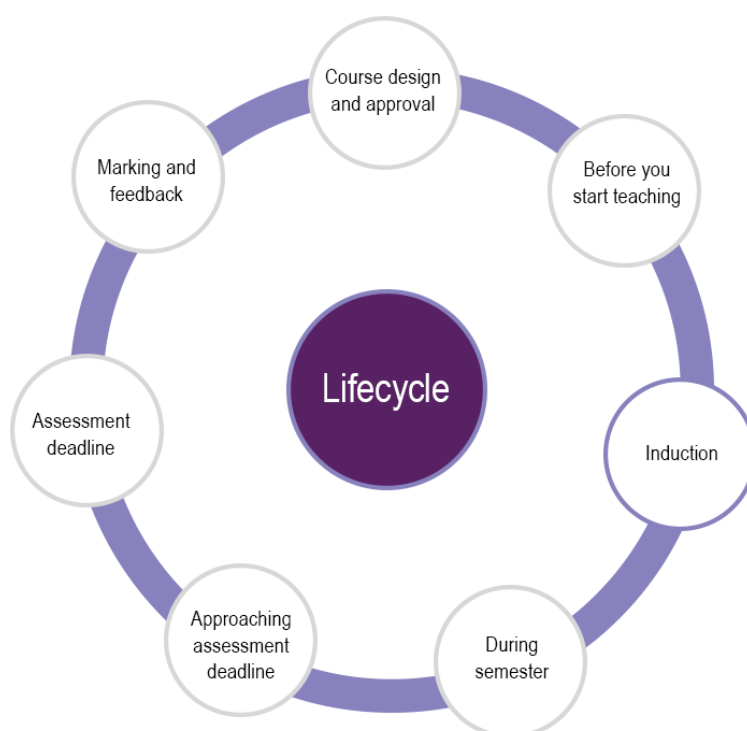 Course design
and approval
Before you
start teaching
Induction
During
semester
Approaching
assessment
deadline
Assessment
deadline
Marking and
feedback
Lifecycle